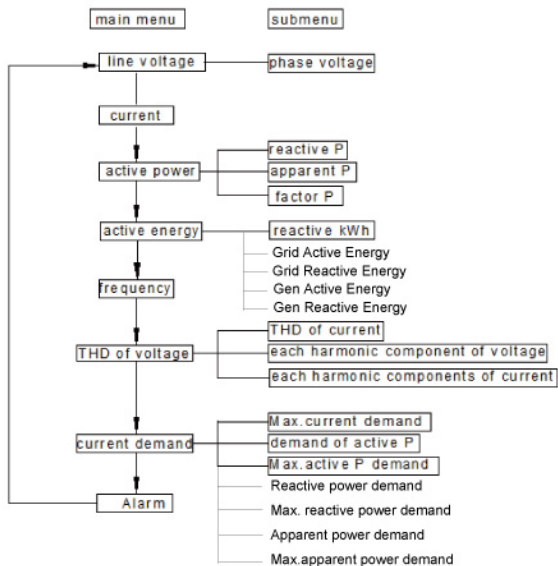 main menu submenu
line voltage phase voltage
current
reactive P
active power apparent P
factor P
active energy reactive kWh
Grid Active Energy
Grid Reactive Energy
frequency Gen Active Energy
Gen Reactive Energy
THD of current
THD of voltage each harmonic component of voltage
each harmonic components of current
Max.current demand
current demand demand of active P
Max.active P demand
Alarm Reactive power demand
Max. reactive power demand
Apparent power demand
Max.apparent power demand